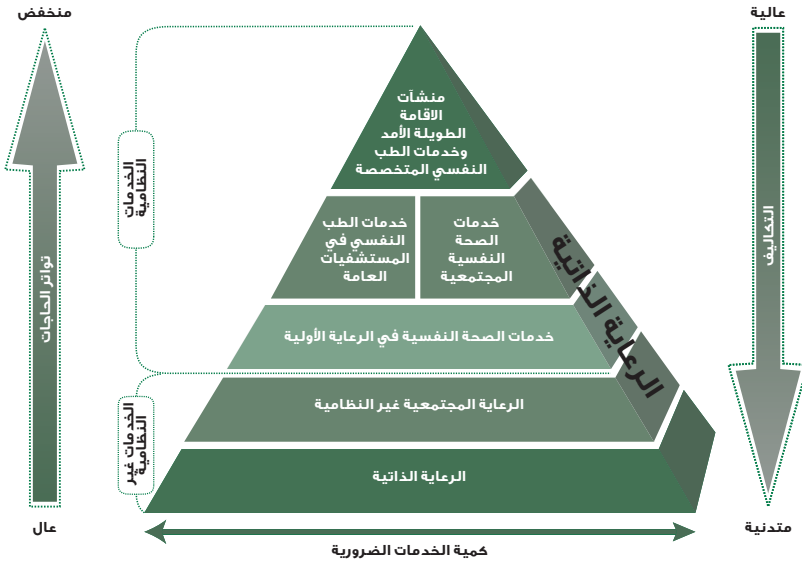 عالية
التكاليف
متدنية
منشآت
الاقامة
الطويلة الأمد
وخدمات الطب
النفسي المتخصصة
خدمات
الصحة
النفسية
المجتمعية
خدمات الطب
النفسي في
المستشفيات
العامة
خدمات الصحة النفسية في الرعاية الأولية
الرعاية المجتمعية غير النظامية
الرعاية الذاتية
الرعاية الذاتية
الخدمات
النظامية
الخدمات غير
النظامية
منخفض
تواتر الحاجات
عال
كمية الخدمات الضرورية